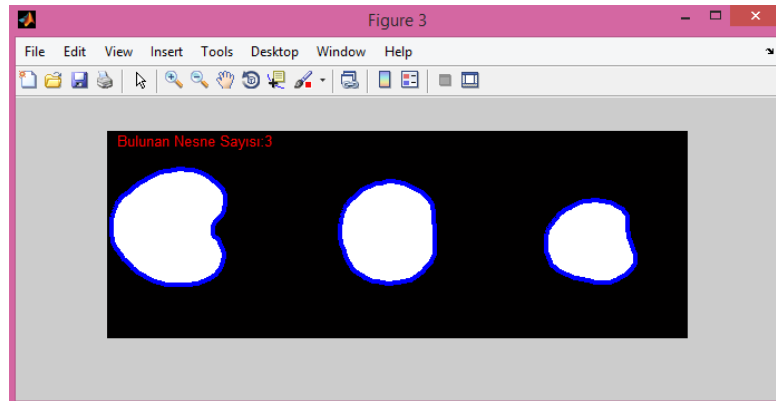 Figure 3
File Edit View Insert Tools Desktop Window Help
Bulunan Nesne Sayısı:3